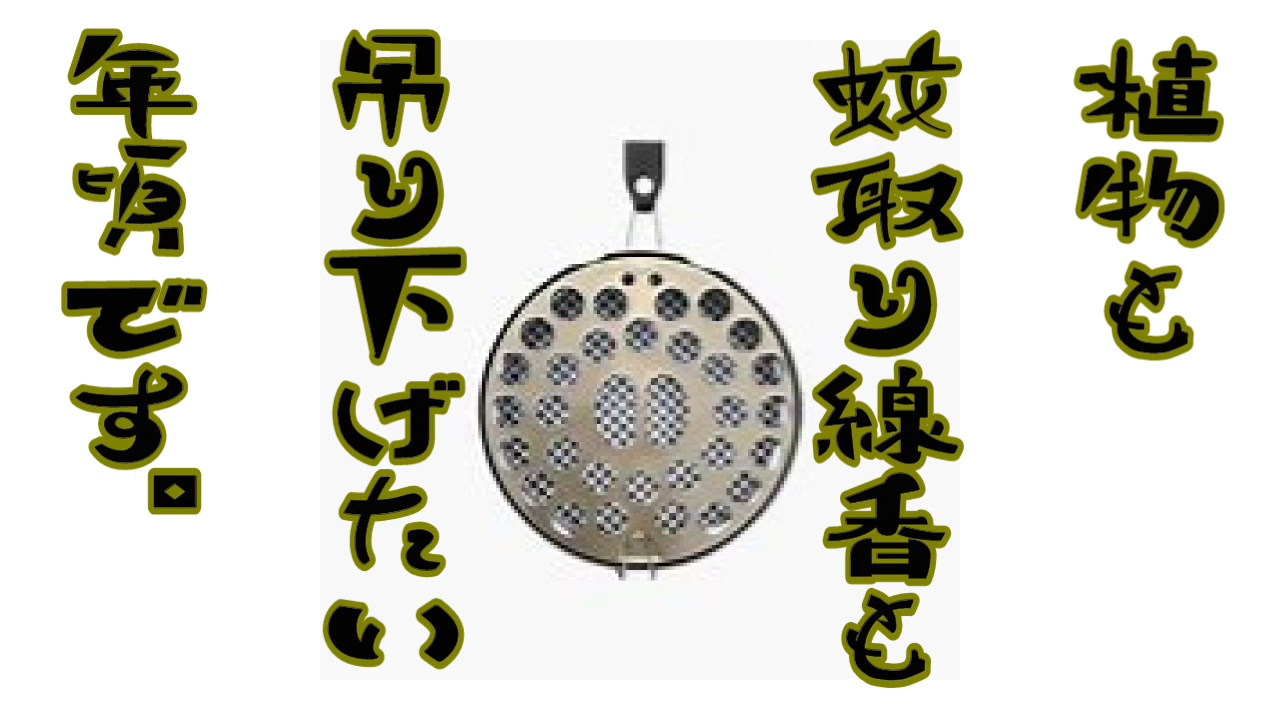 植物も
蚊取り線香も
吊り下げたい
年頃です。